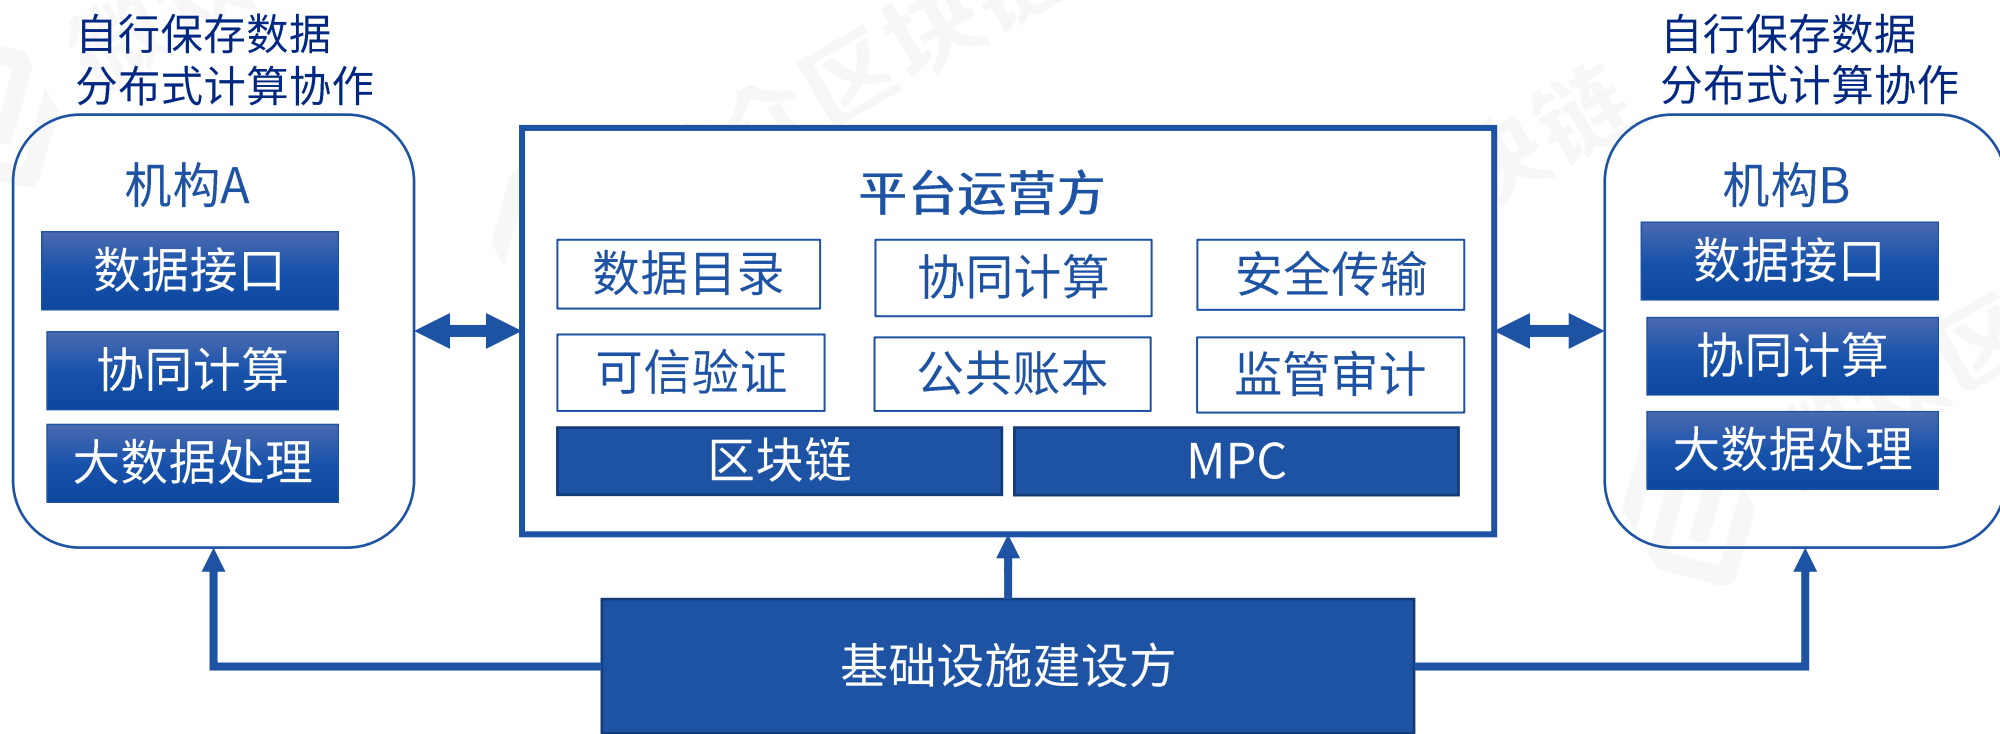 自行保存数据
分布式计算协作
机构A
数据接口
协同计算
大数据处理
平台运营方
数据目录
协同计算
安全传输
可信验证
公共账本
监管审计
区块链
MPC
自行保存数据
分布式计算协作
机构B
数据接口
协同计算
大数据处理
基础设施建设方